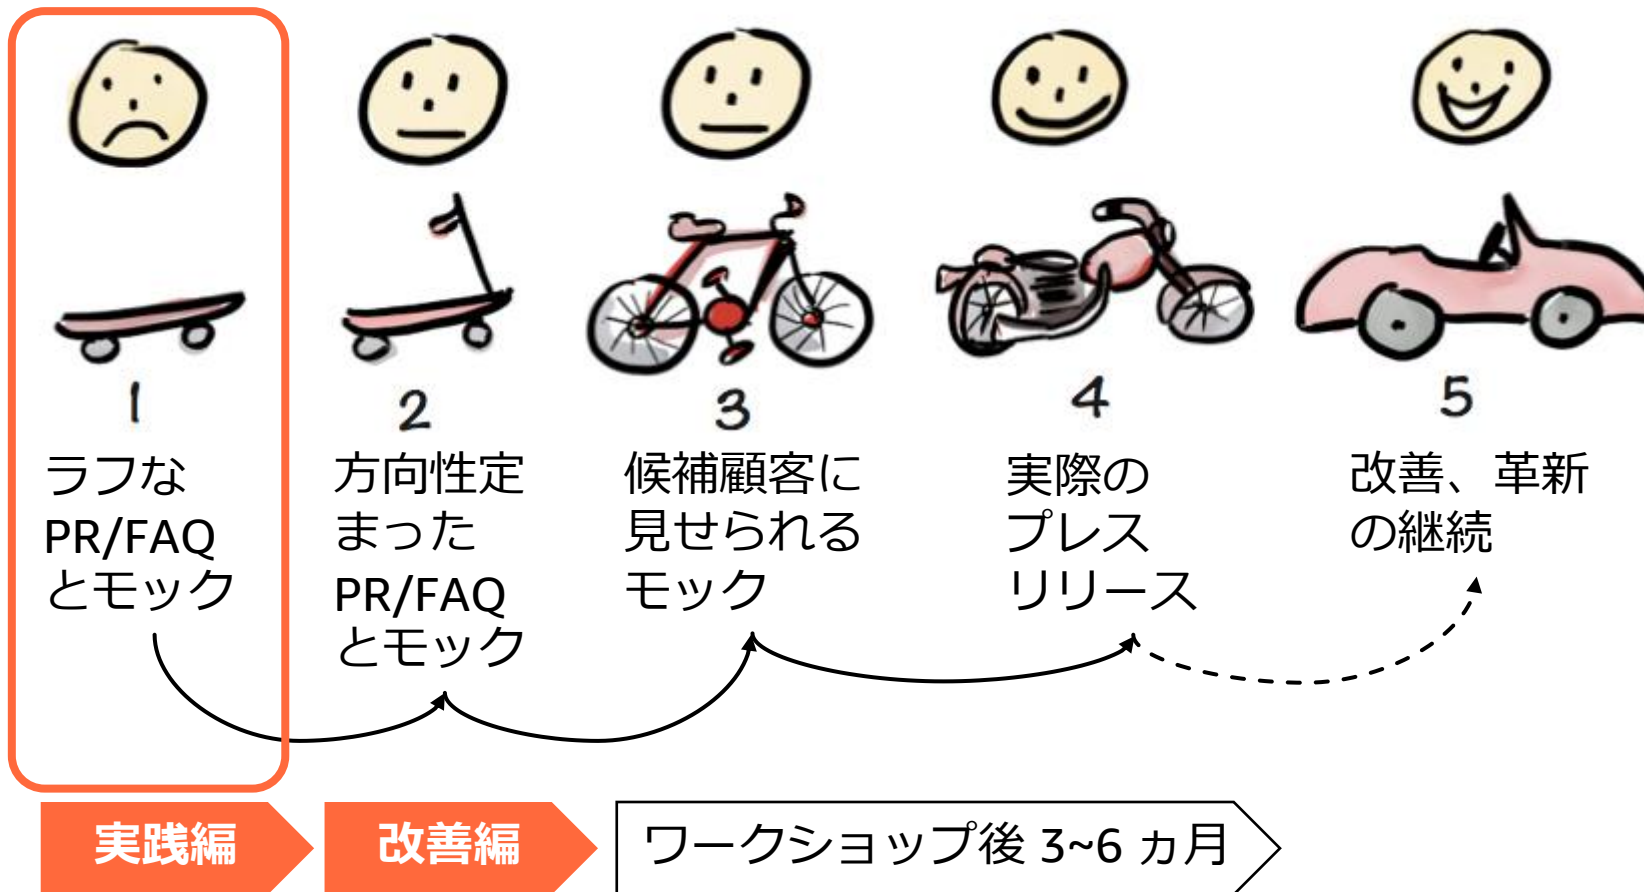 1
ラフな
PR/FAQ
とモック
2
方向性定
まった
PR/FAQ
とモック
3
候補顧客に
見せられる
モック
4
実際の
プレス
リリース
5
改善、革新
の継続
実践編
改善編
ワークショップ後 3~6 ヵ月